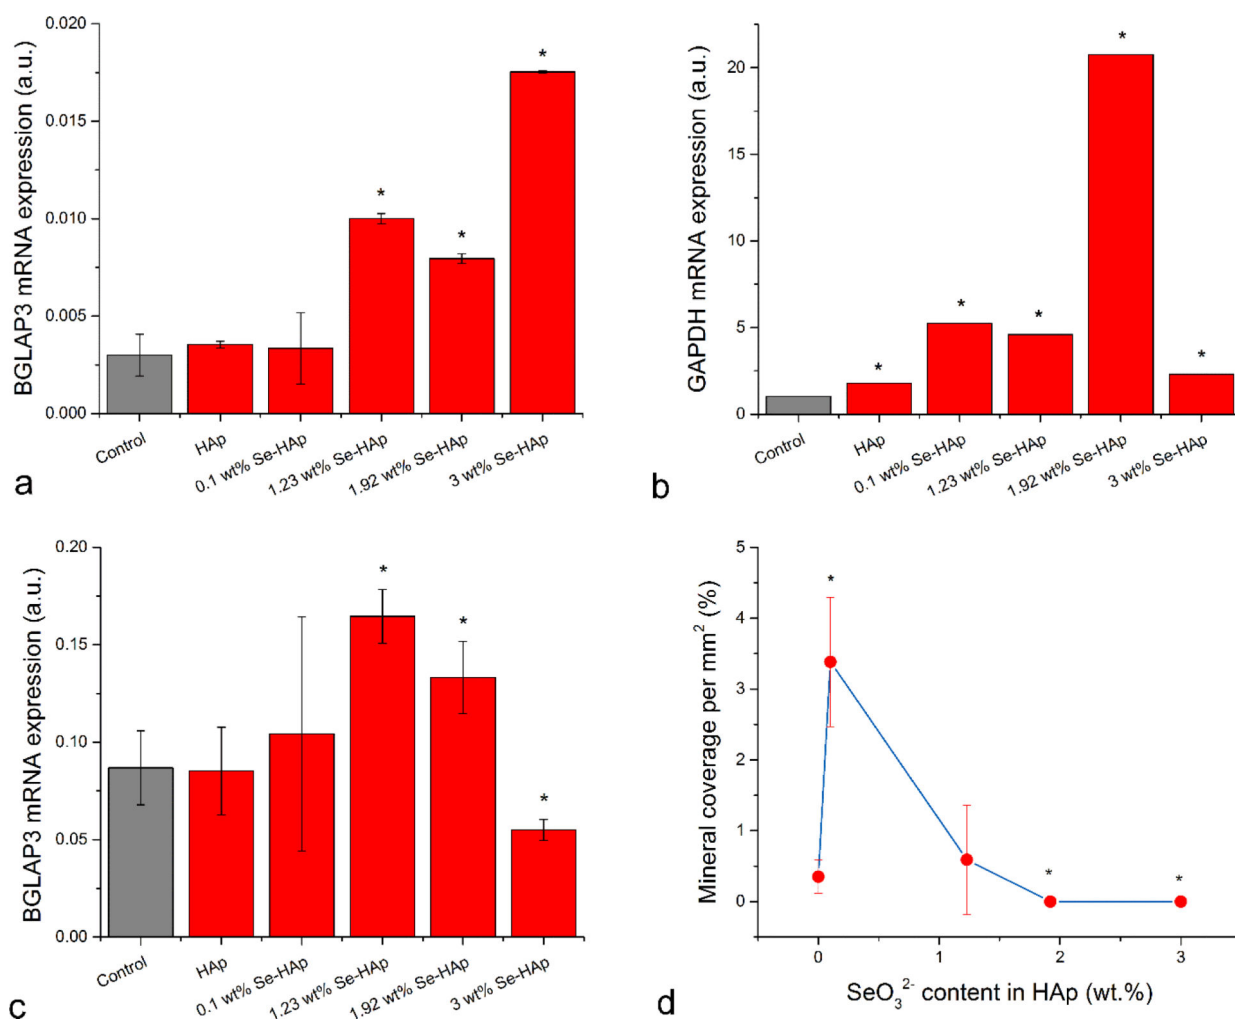 BGLAP3 mRNA expression (a.u.)
0.020
0.015
0.010
0.005
0.000
*
*
*
Control
HAp
0.1 wt% Se-HAp
1.23 wt% Se-HAp
1.92 wt% Se-HAp
3 wt% Se-HAp
a
GAPDH mRNA expression (a.u.)
20
15
10
5
0
*
*
*
*
*
Control
HAp
0.1 wt% Se-HAp
1.23 wt% Se-HAp
1.92 wt% Se-HAp
3 wt% Se-HAp
b
BGLAP3 mRNA expression (a.u.)
0.20
0.15
0.10
0.05
0.00
*
*
*
Control
HAp
0.1 wt% Se-HAp
1.23 wt% Se-HAp
1.92 wt% Se-HAp
3 wt% Se-HAp
c
Mineral coverage per mm² (%)
5
4
3
2
1
0
*
*
*
0
1
2
3
SeO₃²⁻ content in HAp (wt.%)
d